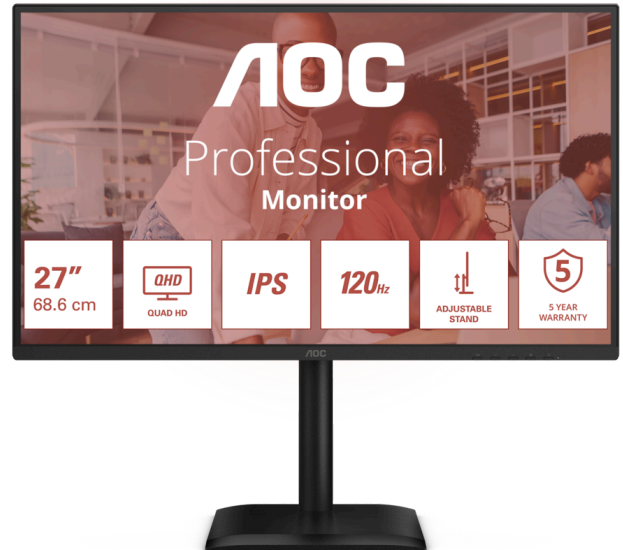 AOC
Professional
Monitor
27″
68.6 cm
QHD
QUAD HD
IPS
120Hz
ADJUSTABLE
STAND
5
5 YEAR
WARRANTY
AOC